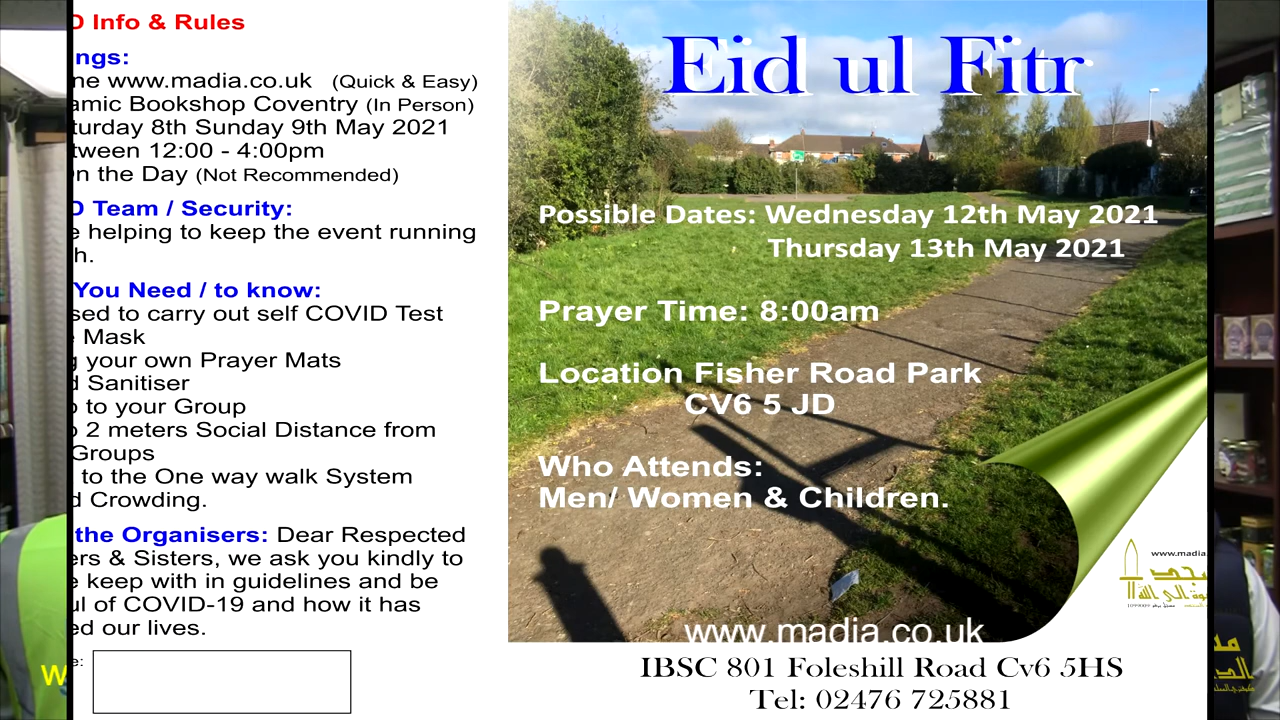 D Info & Rules
ngs:
ne www.madia.co.uk (Quick & Easy)
amic Bookshop Coventry (In Person)
turday 8th Sunday 9th May 2021
tween 12:00 - 4:00pm
n the Day (Not Recommended)
D Team / Security:
e helping to keep the event running
h.
You Need / to know:
sed to carry out self COVID Test
e Mask
g your own Prayer Mats
d Sanitiser
p to your Group
p 2 meters Social Distance from
Groups
to the One way walk System
d Crowding.
the Organisers: Dear Respected
ers & Sisters, we ask you kindly to
e keep with in guidelines and be
ul of COVID-19 and how it has
ed our lives.
e:
W
Eid ul Fitr
Possible Dates: Wednesday 12th May 2021
Thursday 13th May 2021
Prayer Time: 8:00am
Location Fisher Road Park
CV6 5 JD
Who Attends:
Men/ Women & Children.
www.madia.
www.madia.co.uk
IBSC 801 Foleshill Road Cv6 5HS
Tel: 02476 725881